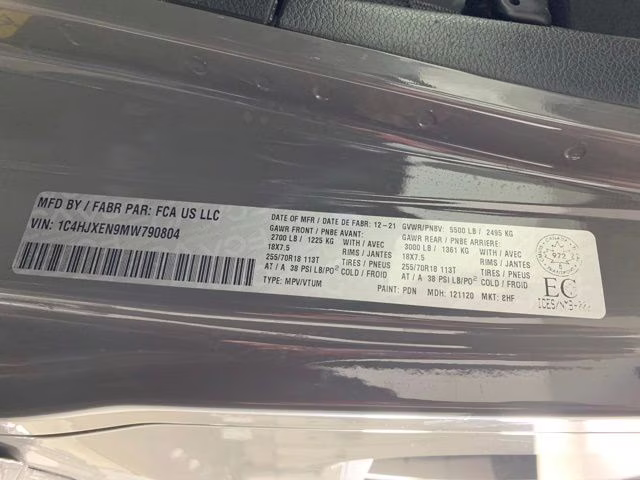 MFD BY / FABR PAR: FCA US LLC
VIN: 1C4HJXEN9MW790804
DATE OF MFR / DATE DE FABR: 12-21
GAWR FRONT / PNBE AVANT:
2700 LB / 1225 KG WITH / AVEC
18X7.5 RIMS / JANTES
255/70R18 113T TIRES / PNEUS
AT / A 38 PSI LB/PO² COLD / FROID
TYPE: MPV/VTUM
GVWR/PNBV: 5500 LB / 2495 KG
GAWR REAR / PNBE ARRIERE:
3000 LB / 1361 KG WITH / AVEC
18X7.5 RIMS / JANTES
255/70R18 113T TIRES / PNEUS
AT / A 38 PSI LB/PO² COLD / FROID
PAINT: PDN MDH: 121120 MKT: 8HF
972
EC